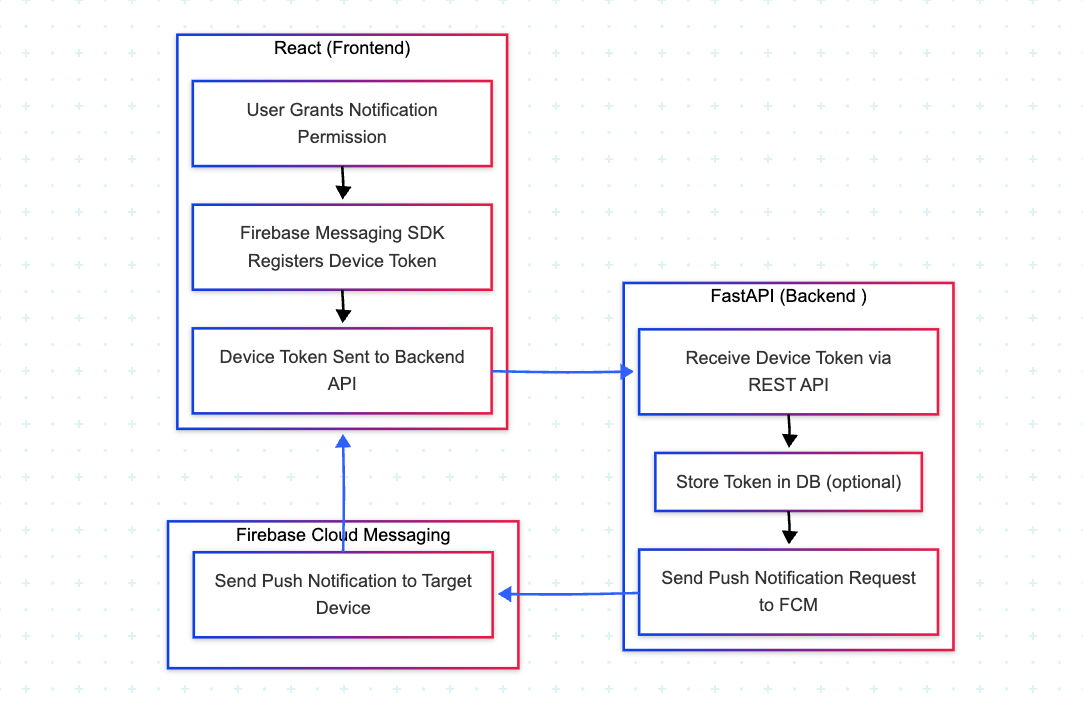 React (Frontend)
User Grants Notification
Permission
Firebase Messaging SDK
Registers Device Token
Device Token Sent to Backend
API
FastAPI (Backend )
Receive Device Token via
REST API
Store Token in DB (optional)
Send Push Notification Request
to FCM
Firebase Cloud Messaging
Send Push Notification to Target
Device